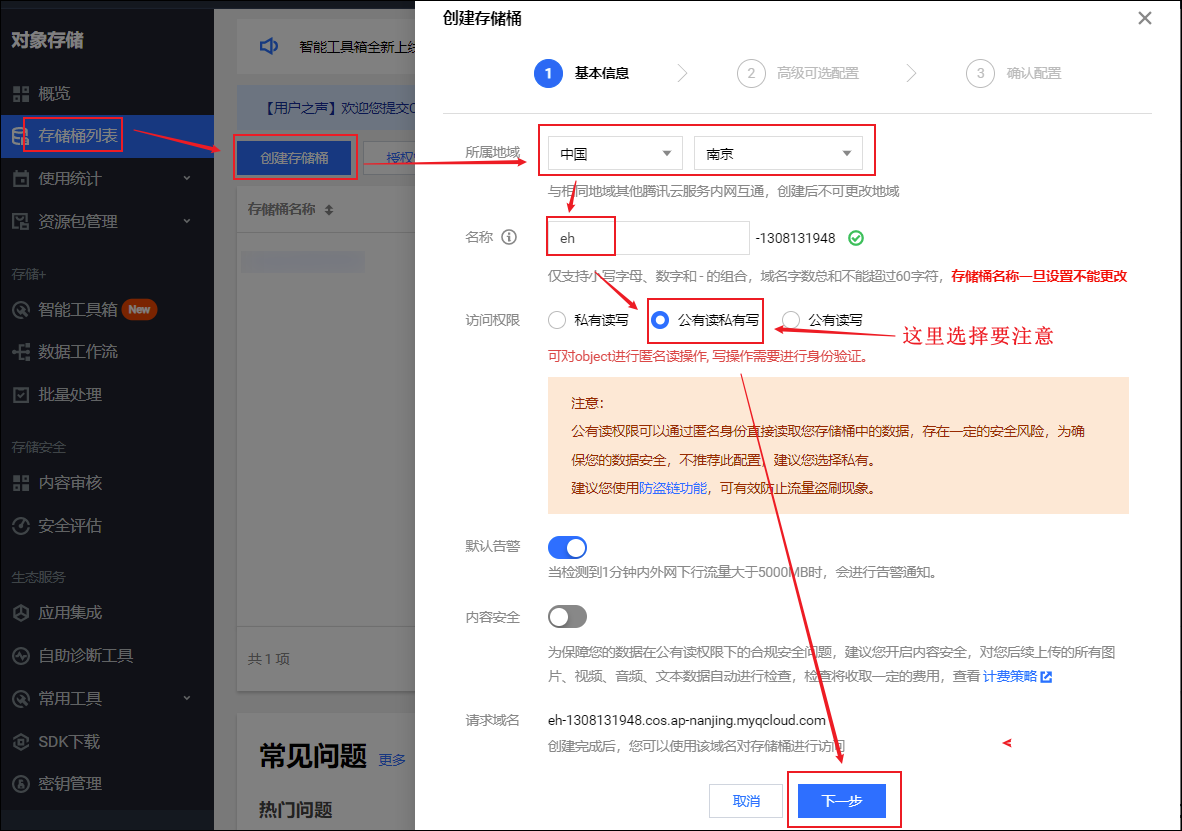 对象存储
概览
存储桶列表
使用统计
资源包管理
存储+
智能工具箱 New
数据工作流
批量处理
存储安全
内容审核
安全评估
生态服务
应用集成
自助诊断工具
常用工具
SDK下载
密钥管理
智能工具箱全新上线
【用户之声】欢迎您提交C
创建存储桶
授权
存储桶名称
共 1 项
常见问题 更多
热门问题
创建存储桶
1 基本信息
2 高级可选配置
3 确认配置
所属地域 中国 南京
与相同地域其他腾讯云服务内网互通，创建后不可更改地域
名称 eh -1308131948
仅支持小写字母、数字和 - 的组合，域名字数总和不能超过60字符，存储桶名称一旦设置不能更改
访问权限 私有读写 公有读私有写 公有读写
这里选择要注意
可对object进行匿名读操作, 写操作需要进行身份验证。
注意：
公有读权限可以通过匿名身份直接读取您存储桶中的数据，存在一定的安全风险，为确
保您的数据安全，不推荐此配置，建议您选择私有。
建议您使用防盗链功能，可有效防止流量盗刷现象。
默认告警
当检测到1分钟内外网下行流量大于5000MB时，会进行告警通知。
内容安全
为保障您的数据在公有读权限下的合规安全问题，建议您开启内容安全，对您后续上传的所有图
片、视频、音频、文本数据自动进行检查，检查将收取一定的费用，查看 计费策略
请求域名 eh-1308131948.cos.ap-nanjing.myqcloud.com
创建完成后，您可以使用该域名对存储桶进行访问
取消 下一步